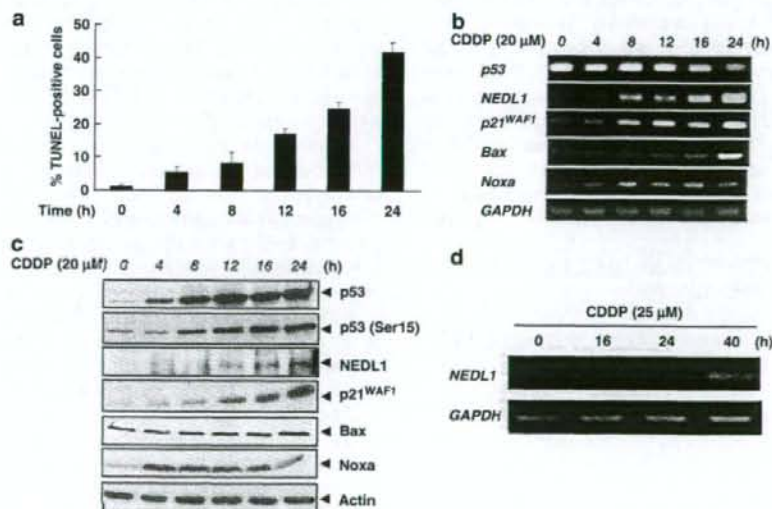 a
% TUNEL-positive cells
50
40
30
20
10
0
Time (h) 0 4 8 12 16 24
b
CDDP (20 μM) 0 4 8 12 16 24 (h)
p53
NEDL1
p21WAF1
Bax
Noxa
GAPDH
c
CDDP (20 μM) 0 4 8 12 16 24 (h)
p53
p53 (Ser15)
NEDL1
p21WAF1
Bax
Noxa
Actin
d
CDDP (25 μM)
0 16 24 40 (h)
NEDL1
GAPDH